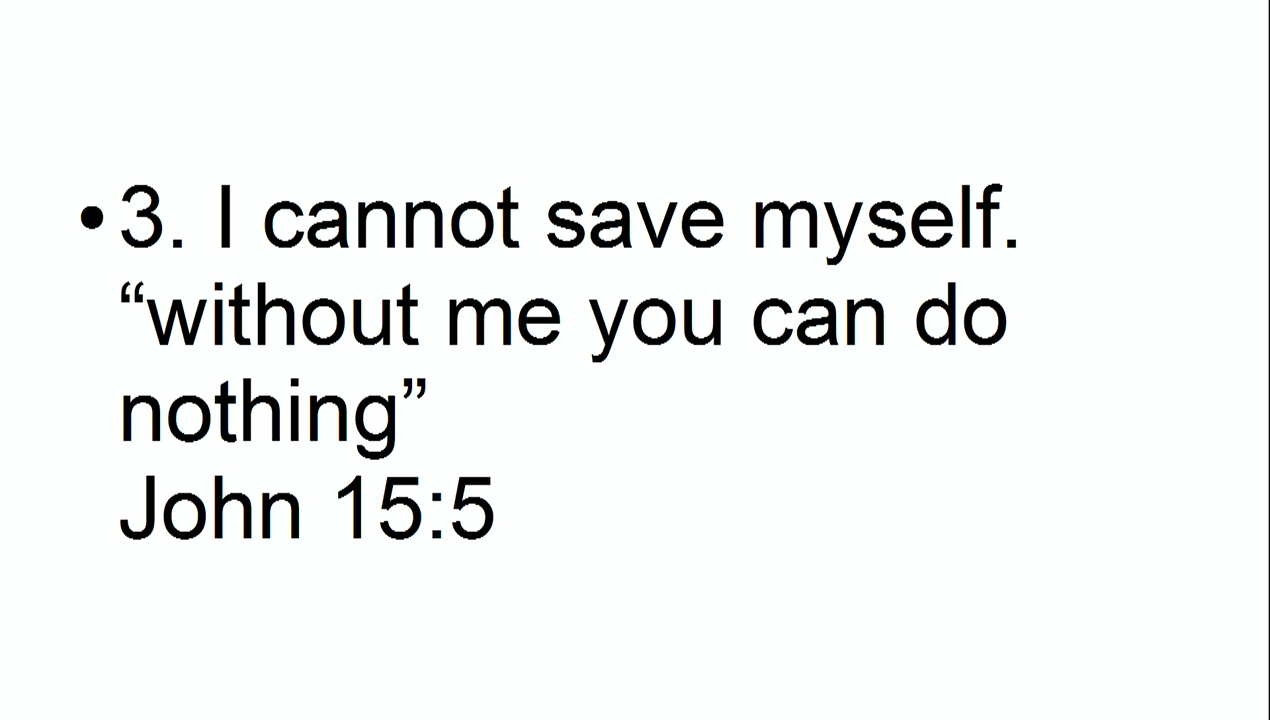 • 3. I cannot save myself.
“without me you can do
nothing”
John 15:5